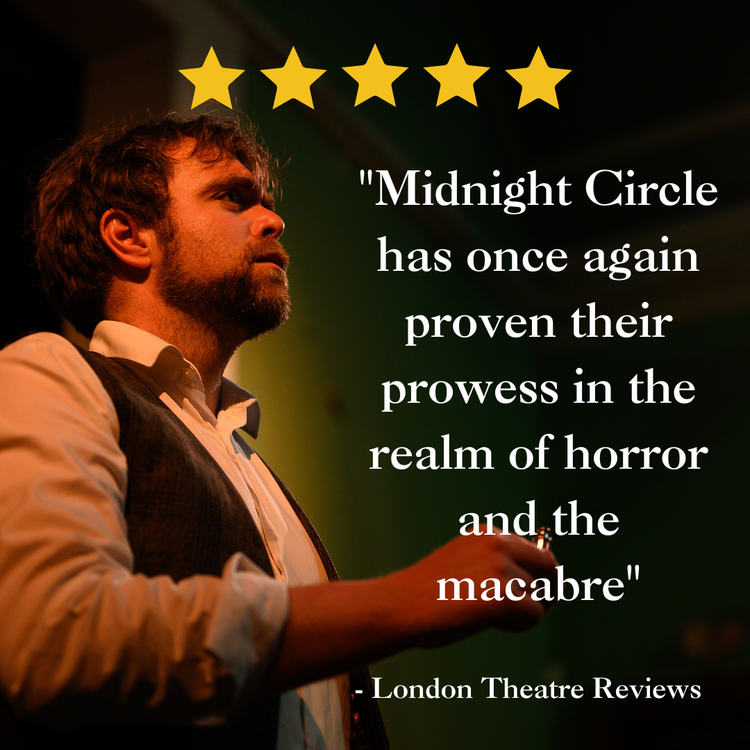 "Midnight Circle
has once again
proven their
prowess in the
realm of horror
and the
macabre"
- London Theatre Reviews